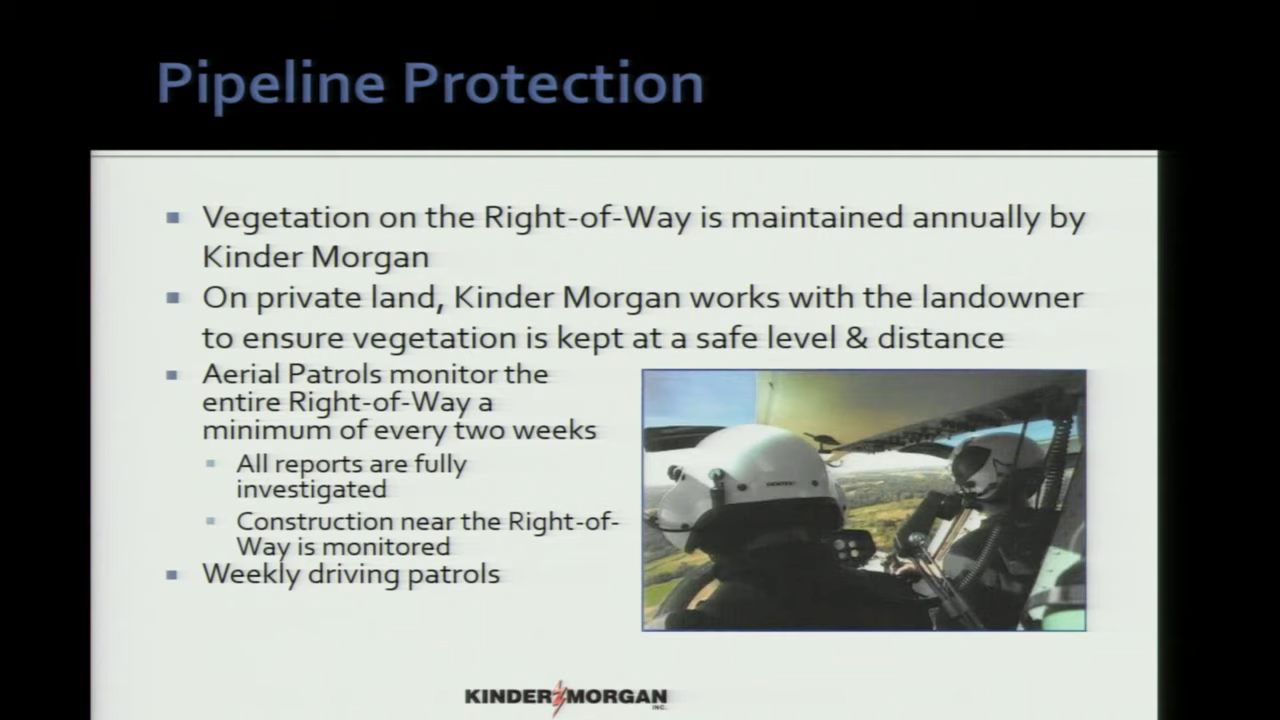 Pipeline Protection
Vegetation on the Right-of-Way is maintained annually by
Kinder Morgan
On private land, Kinder Morgan works with the landowner
to ensure vegetation is kept at a safe level & distance
Aerial Patrols monitor the
entire Right-of-Way a
minimum of every two weeks
All reports are fully
investigated
Construction near the Right-of-
Way is monitored
Weekly driving patrols
KINDER MORGAN
INC.